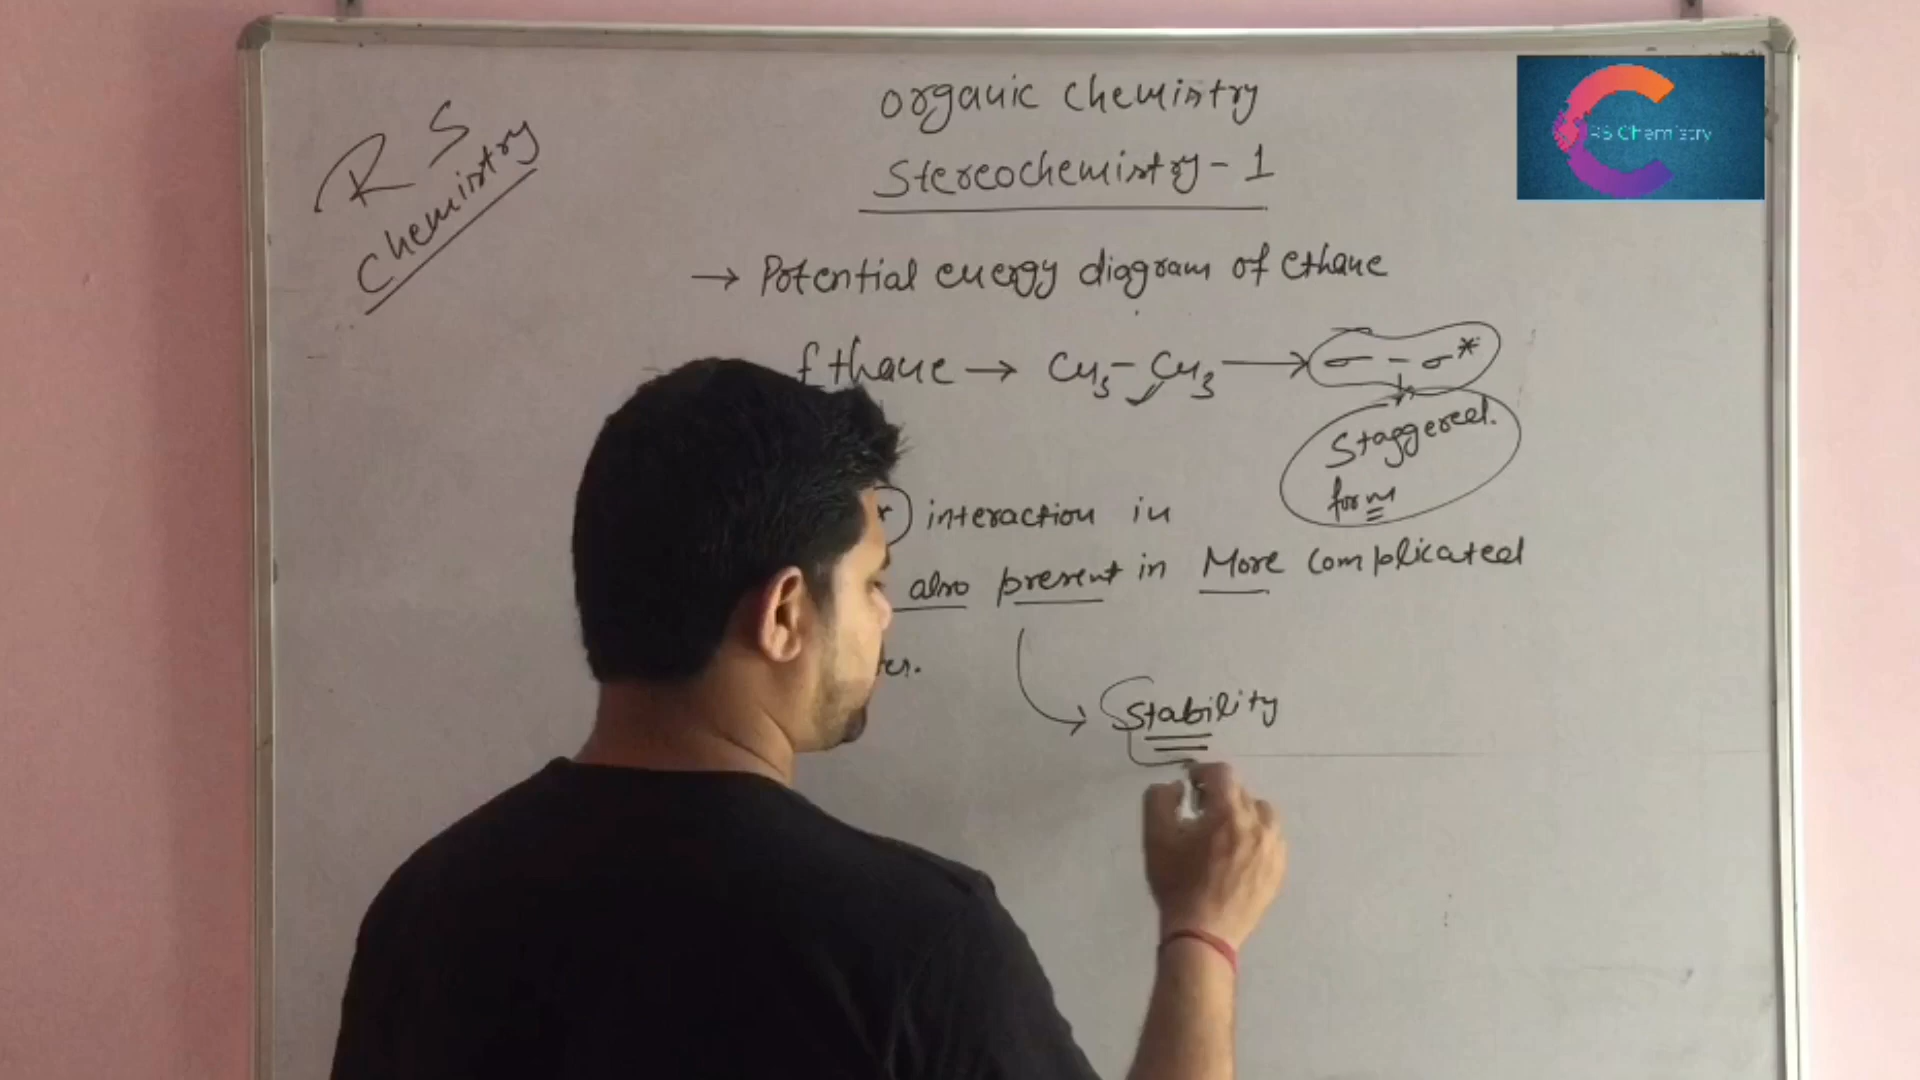 RS
Chemistry
Organic Chemistry
Stereochemistry - 1
RS Chemistry
→ Potential energy diagram of ethane
Ethane → CH3 - CH3 → σ - σ*
Staggered.
form
interaction in
also present in More complicated
Stability